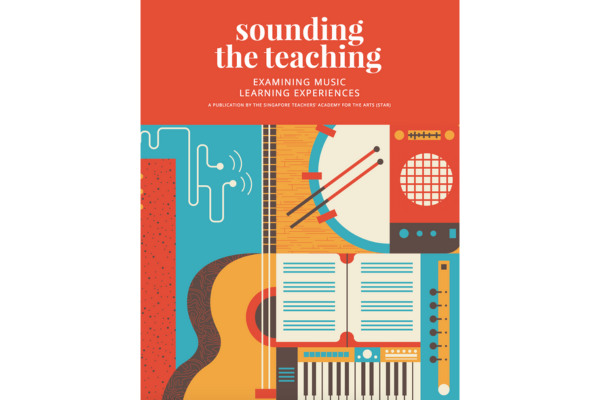 sounding
the teaching
EXAMINING MUSIC
LEARNING EXPERIENCES
A PUBLICATION BY THE SINGAPORE TEACHERS' ACADEMY FOR THE ARTS (STAR)